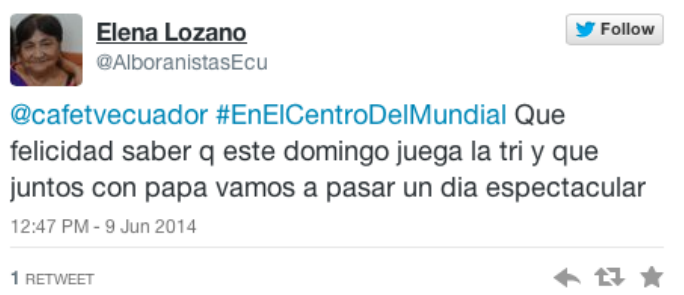 Elena Lozano
Follow
@AlboranistasEcu
@cafetvecuador #EnElCentroDelMundial Que
felicidad saber q este domingo juega la tri y que
juntos con papa vamos a pasar un dia espectacular
12:47 PM - 9 Jun 2014
1 RETWEET